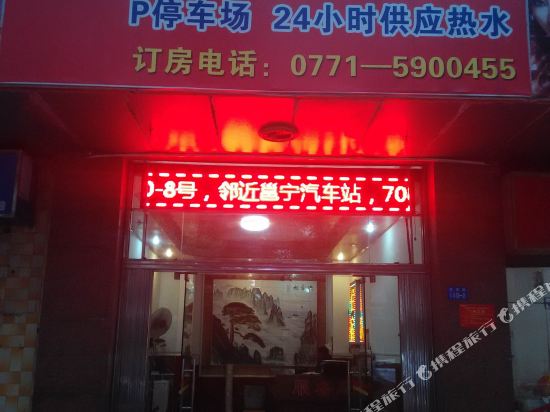 P停车场 24小时供应热水
订房电话：0771—5900455
0-8号，邻近邕宁汽车站，70
携程旅行 携程旅行